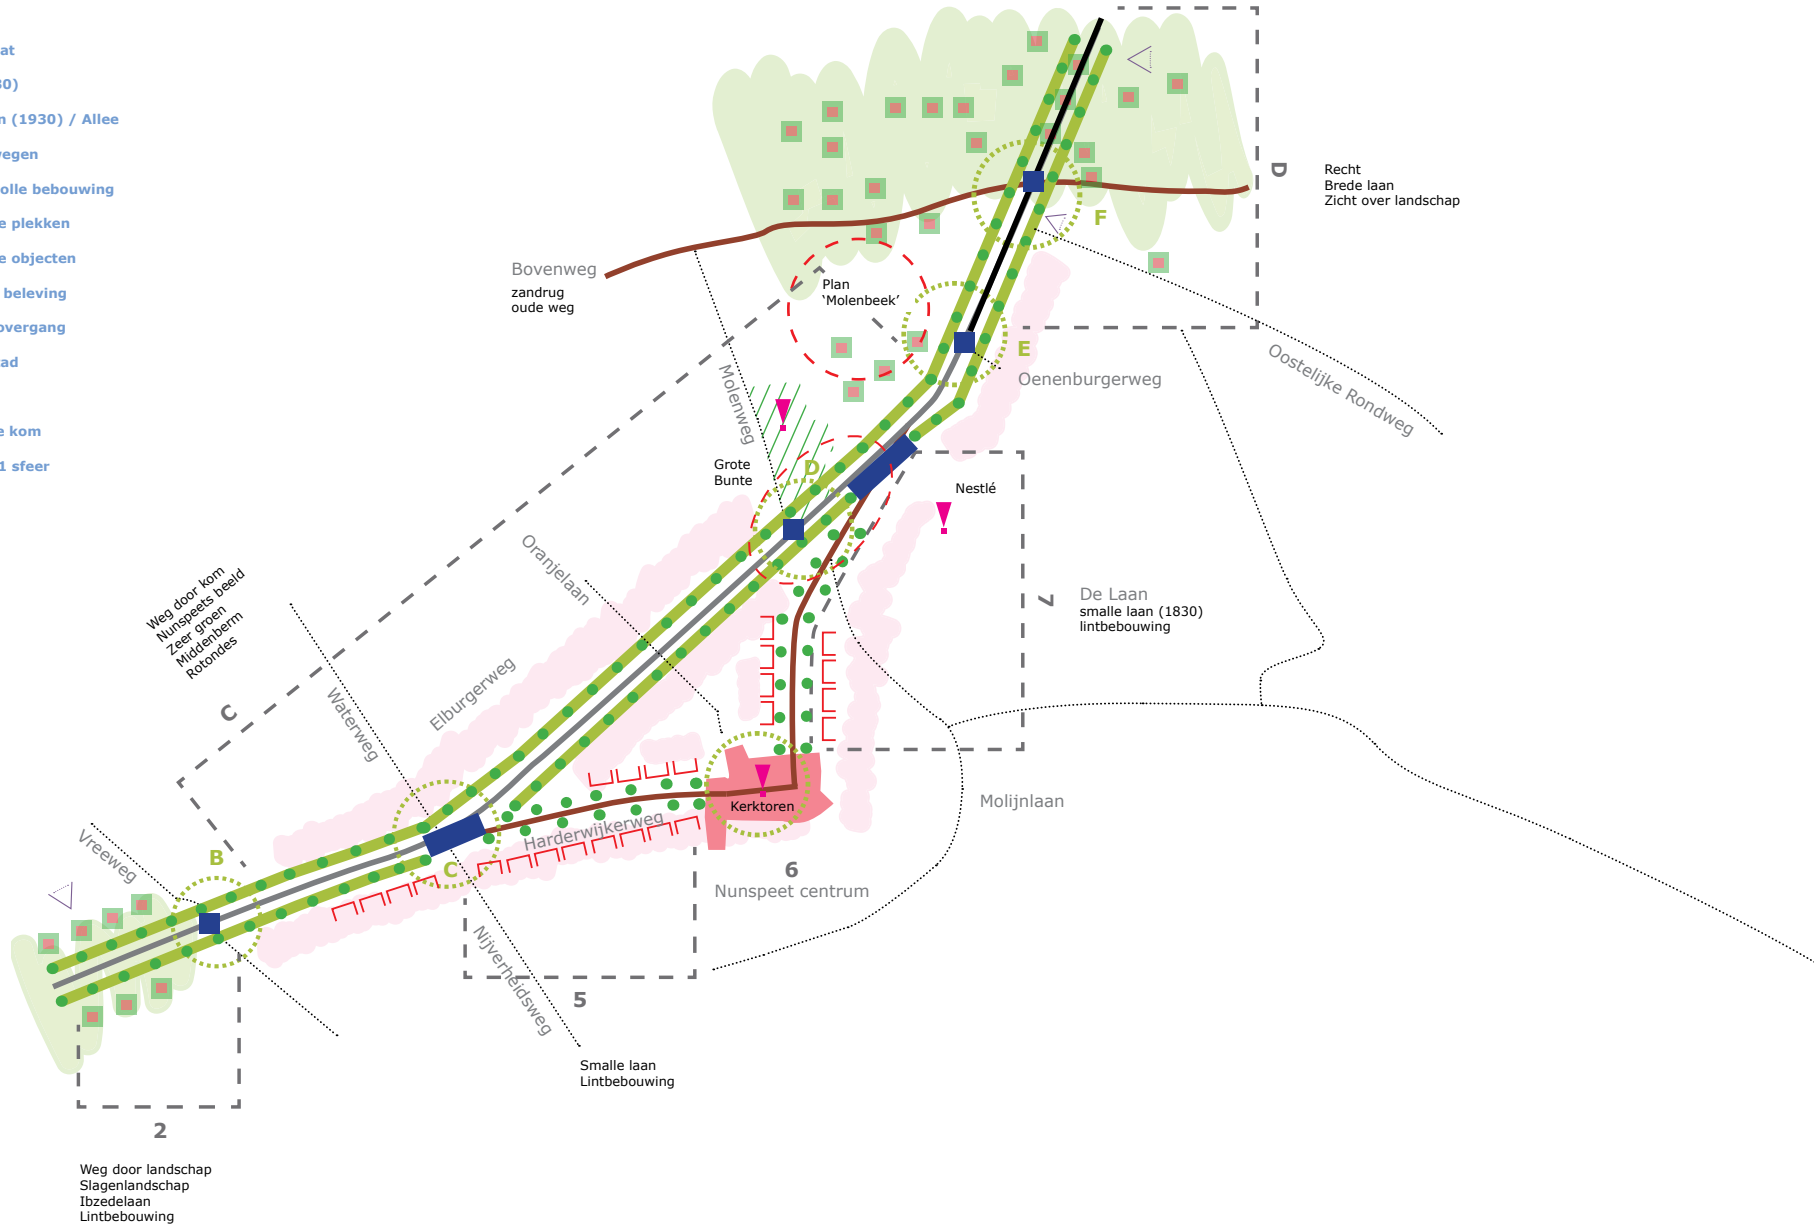 at
30)
n (1930) / Allee
wegen
olle bebouwing
e plekken
e objecten
beleving
overgang
ad
e kom
1 sfeer
D
Recht
Brede laan
Zicht over landschap
F
Bovenweg
zandrug
oude weg
Plan
‘Molenbeek’
E
Oenenburgerweg
Oostelijke Rondweg
Molenweg
Grote
Bunte
D
Nestlé
Oranjelaan
Weg door kom
Nunspeets beeld
Zeer groen
Middenberm
Rotondes
7
De Laan
smalle laan (1830)
lintbebouwing
C
Waterweg
Elburgerweg
Kerktoren
Molijnlaan
Harderwijkerweg
Vreeweg
B
C
6
Nunspeet centrum
Nijverheidsweg
5
Smalle laan
Lintbebouwing
2
Weg door landschap
Slagenlandschap
Ibzedelaan
Lintbebouwing